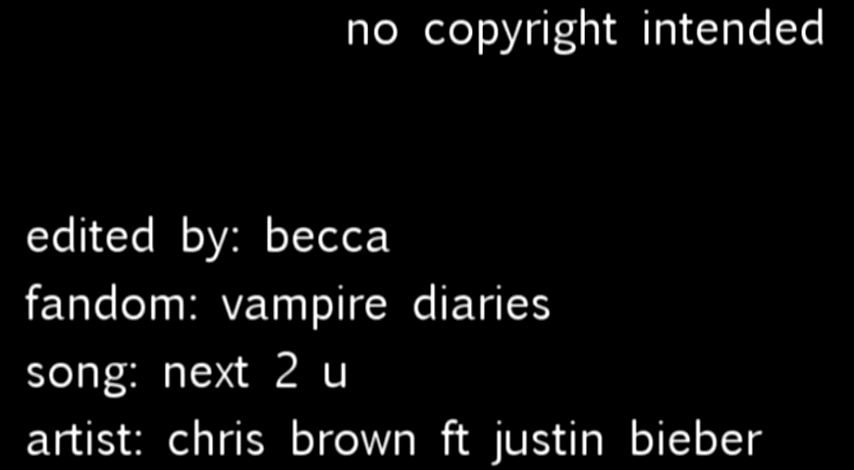 no copyright intended
edited by: becca
fandom: vampire diaries
song: next 2 u
artist: chris brown ft justin bieber